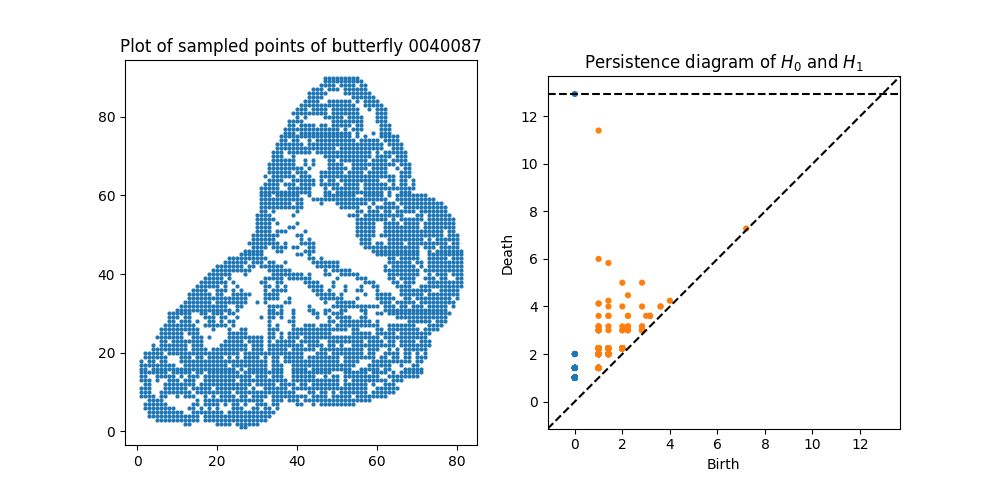 Plot of sampled points of butterfly 0040087
80
60
40
20
0
0 20 40 60 80
Persistence diagram of H₀ and H₁
12
10
8
6
4
2
0
Death
0 2 4 6 8 10 12
Birth